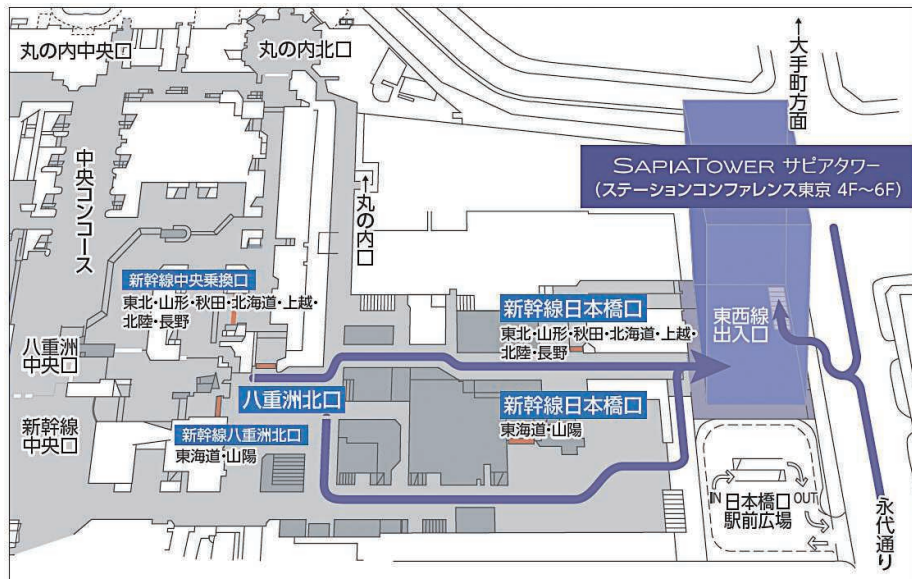 丸の内中央口
丸の内北口
↑大手町方面
SAPIATOWER サピアタワー
(ステーションコンファレンス東京 4F〜6F)
中央コンコース
↑丸の内口
新幹線中央乗換口
東北・山形・秋田・北海道・上越・
北陸・長野
新幹線日本橋口
東北・山形・秋田・北海道・上越・
北陸・長野
東西線
出入口
八重洲
中央口
八重洲北口
新幹線
中央口
新幹線八重洲北口
東海道・山陽
新幹線日本橋口
東海道・山陽
IN
日本橋口
駅前広場
OUT
永代通り